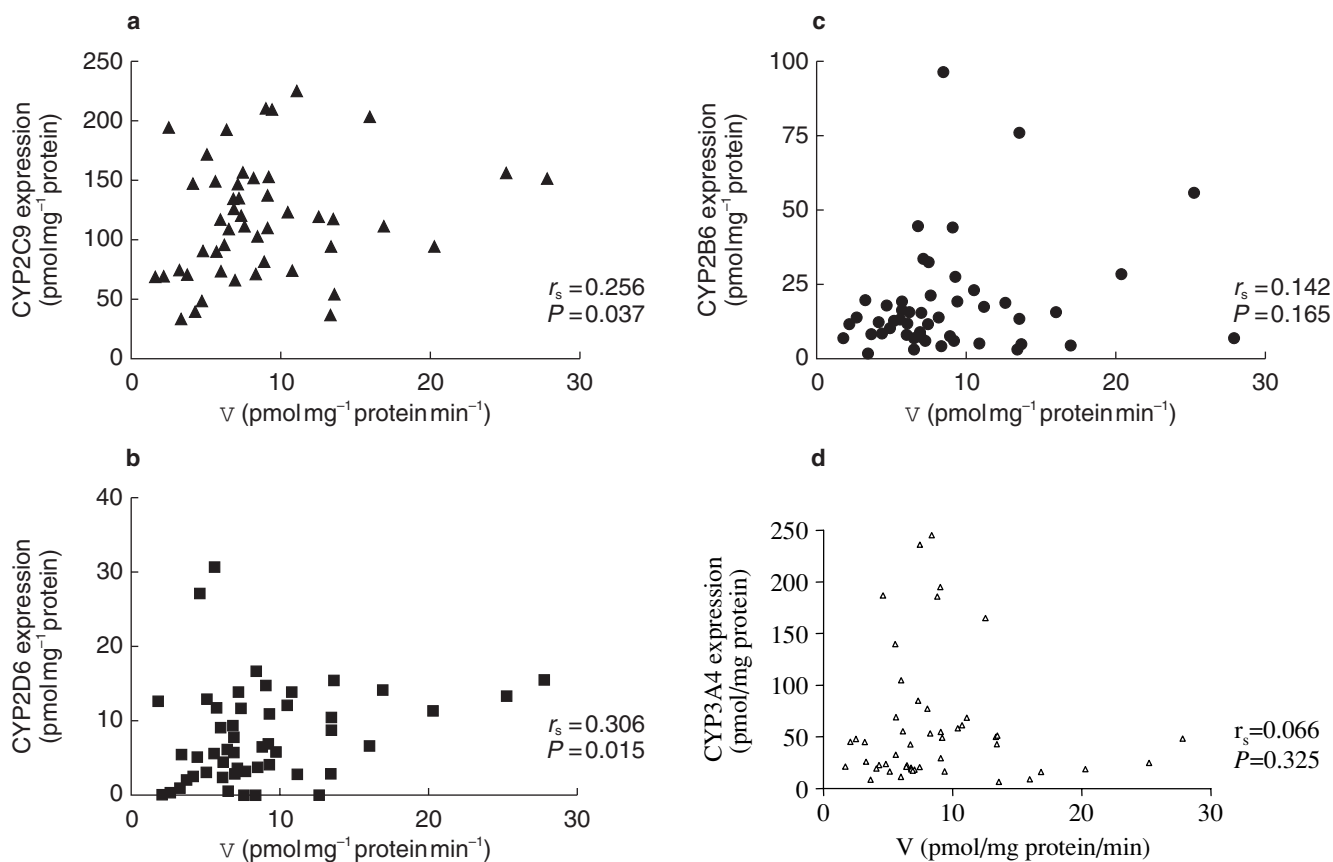 a
250
200
150
100
50
0
CYP2C9 expression
(pmol mg⁻¹ protein)
0 10 20 30
V (pmol mg⁻¹ protein min⁻¹)
rₛ = 0.256
P = 0.037
b
40
30
20
10
0
CYP2D6 expression
(pmol mg⁻¹ protein)
0 10 20 30
V (pmol mg⁻¹ protein min⁻¹)
rₛ = 0.306
P = 0.015
c
100
75
50
25
0
CYP2B6 expression
(pmol mg⁻¹ protein)
0 10 20 30
V (pmol mg⁻¹ protein min⁻¹)
rₛ = 0.142
P = 0.165
d
250
200
150
100
50
0
CYP3A4 expression
(pmol/mg protein)
0 10 20 30
V (pmol/mg protein/min)
rₛ=0.066
P=0.325